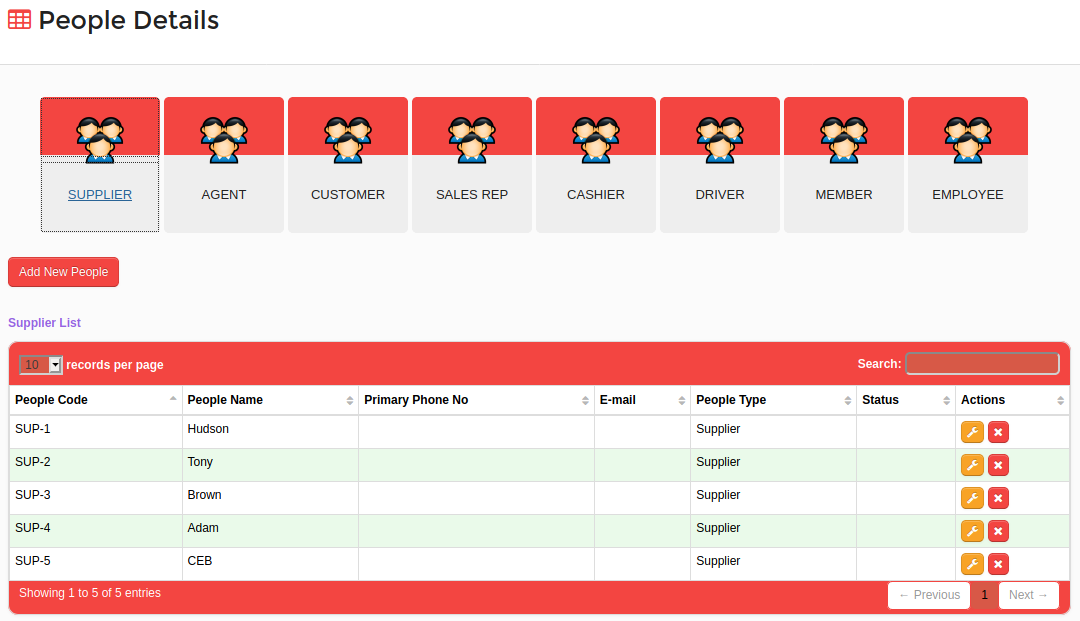 People Details
SUPPLIER AGENT CUSTOMER SALES REP CASHIER DRIVER MEMBER EMPLOYEE
Add New People
Supplier List
10 records per page Search:
People Code People Name Primary Phone No E-mail People Type Status Actions
SUP-1 Hudson Supplier
SUP-2 Tony Supplier
SUP-3 Brown Supplier
SUP-4 Adam Supplier
SUP-5 CEB Supplier
Showing 1 to 5 of 5 entries ← Previous 1 Next →